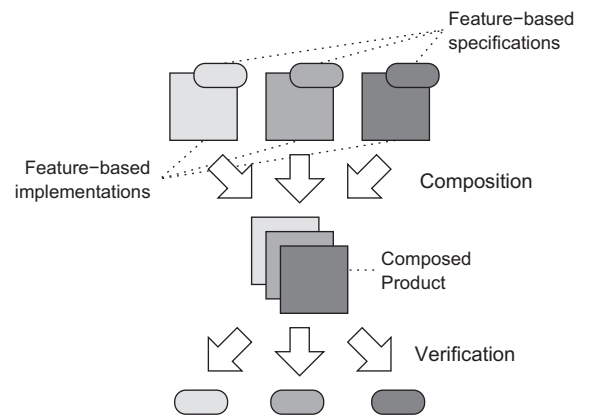 Feature−based
specifications
Feature−based
implementations
Composition
Composed
Product
Verification